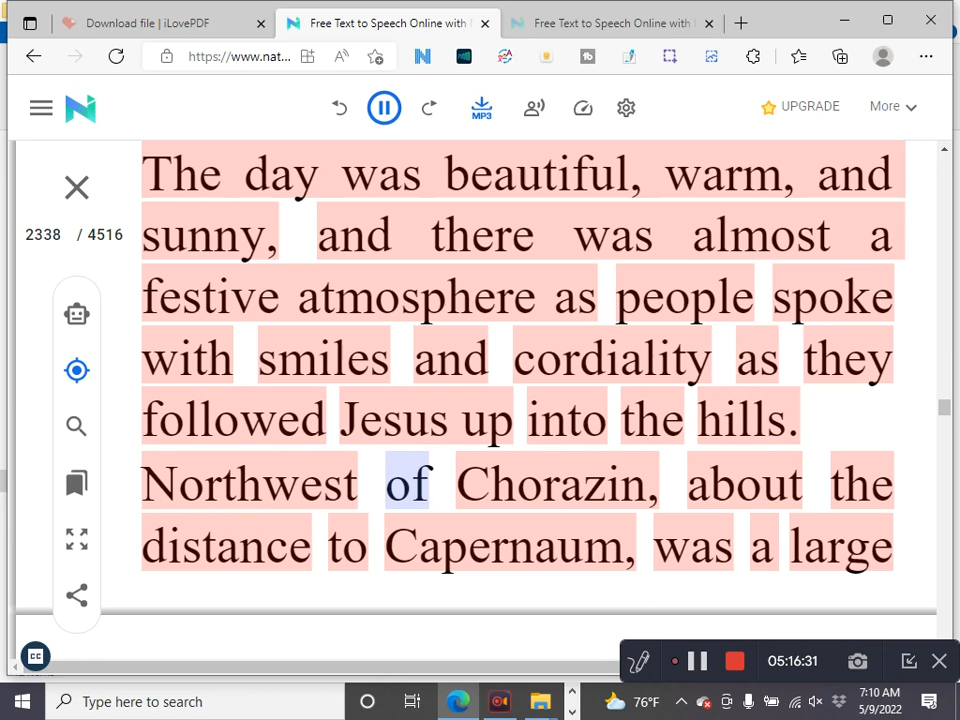 Download file | iLovePDF
Free Text to Speech Online with
Free Text to Speech Online with
https://www.nat...
MP3
UPGRADE
More
2338 / 4516
The day was beautiful, warm, and
sunny, and there was almost a
festive atmosphere as people spoke
with smiles and cordiality as they
followed Jesus up into the hills.
Northwest of Chorazin, about the
distance to Capernaum, was a large
CC
05:16:31
Type here to search
76°F
7:10 AM
5/9/2022